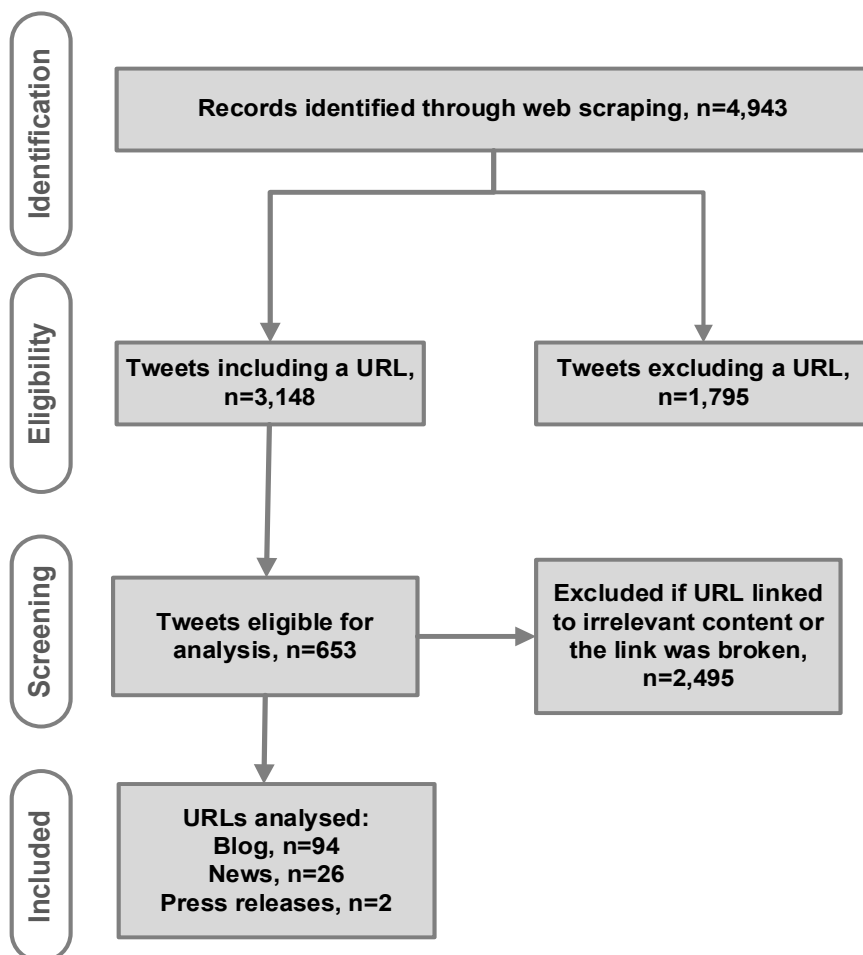 Identification
Records identified through web scraping, n=4,943
Eligibility
Tweets including a URL,
n=3,148
Tweets excluding a URL,
n=1,795
Screening
Tweets eligible for
analysis, n=653
Excluded if URL linked
to irrelevant content or
the link was broken,
n=2,495
Included
URLs analysed:
Blog, n=94
News, n=26
Press releases, n=2